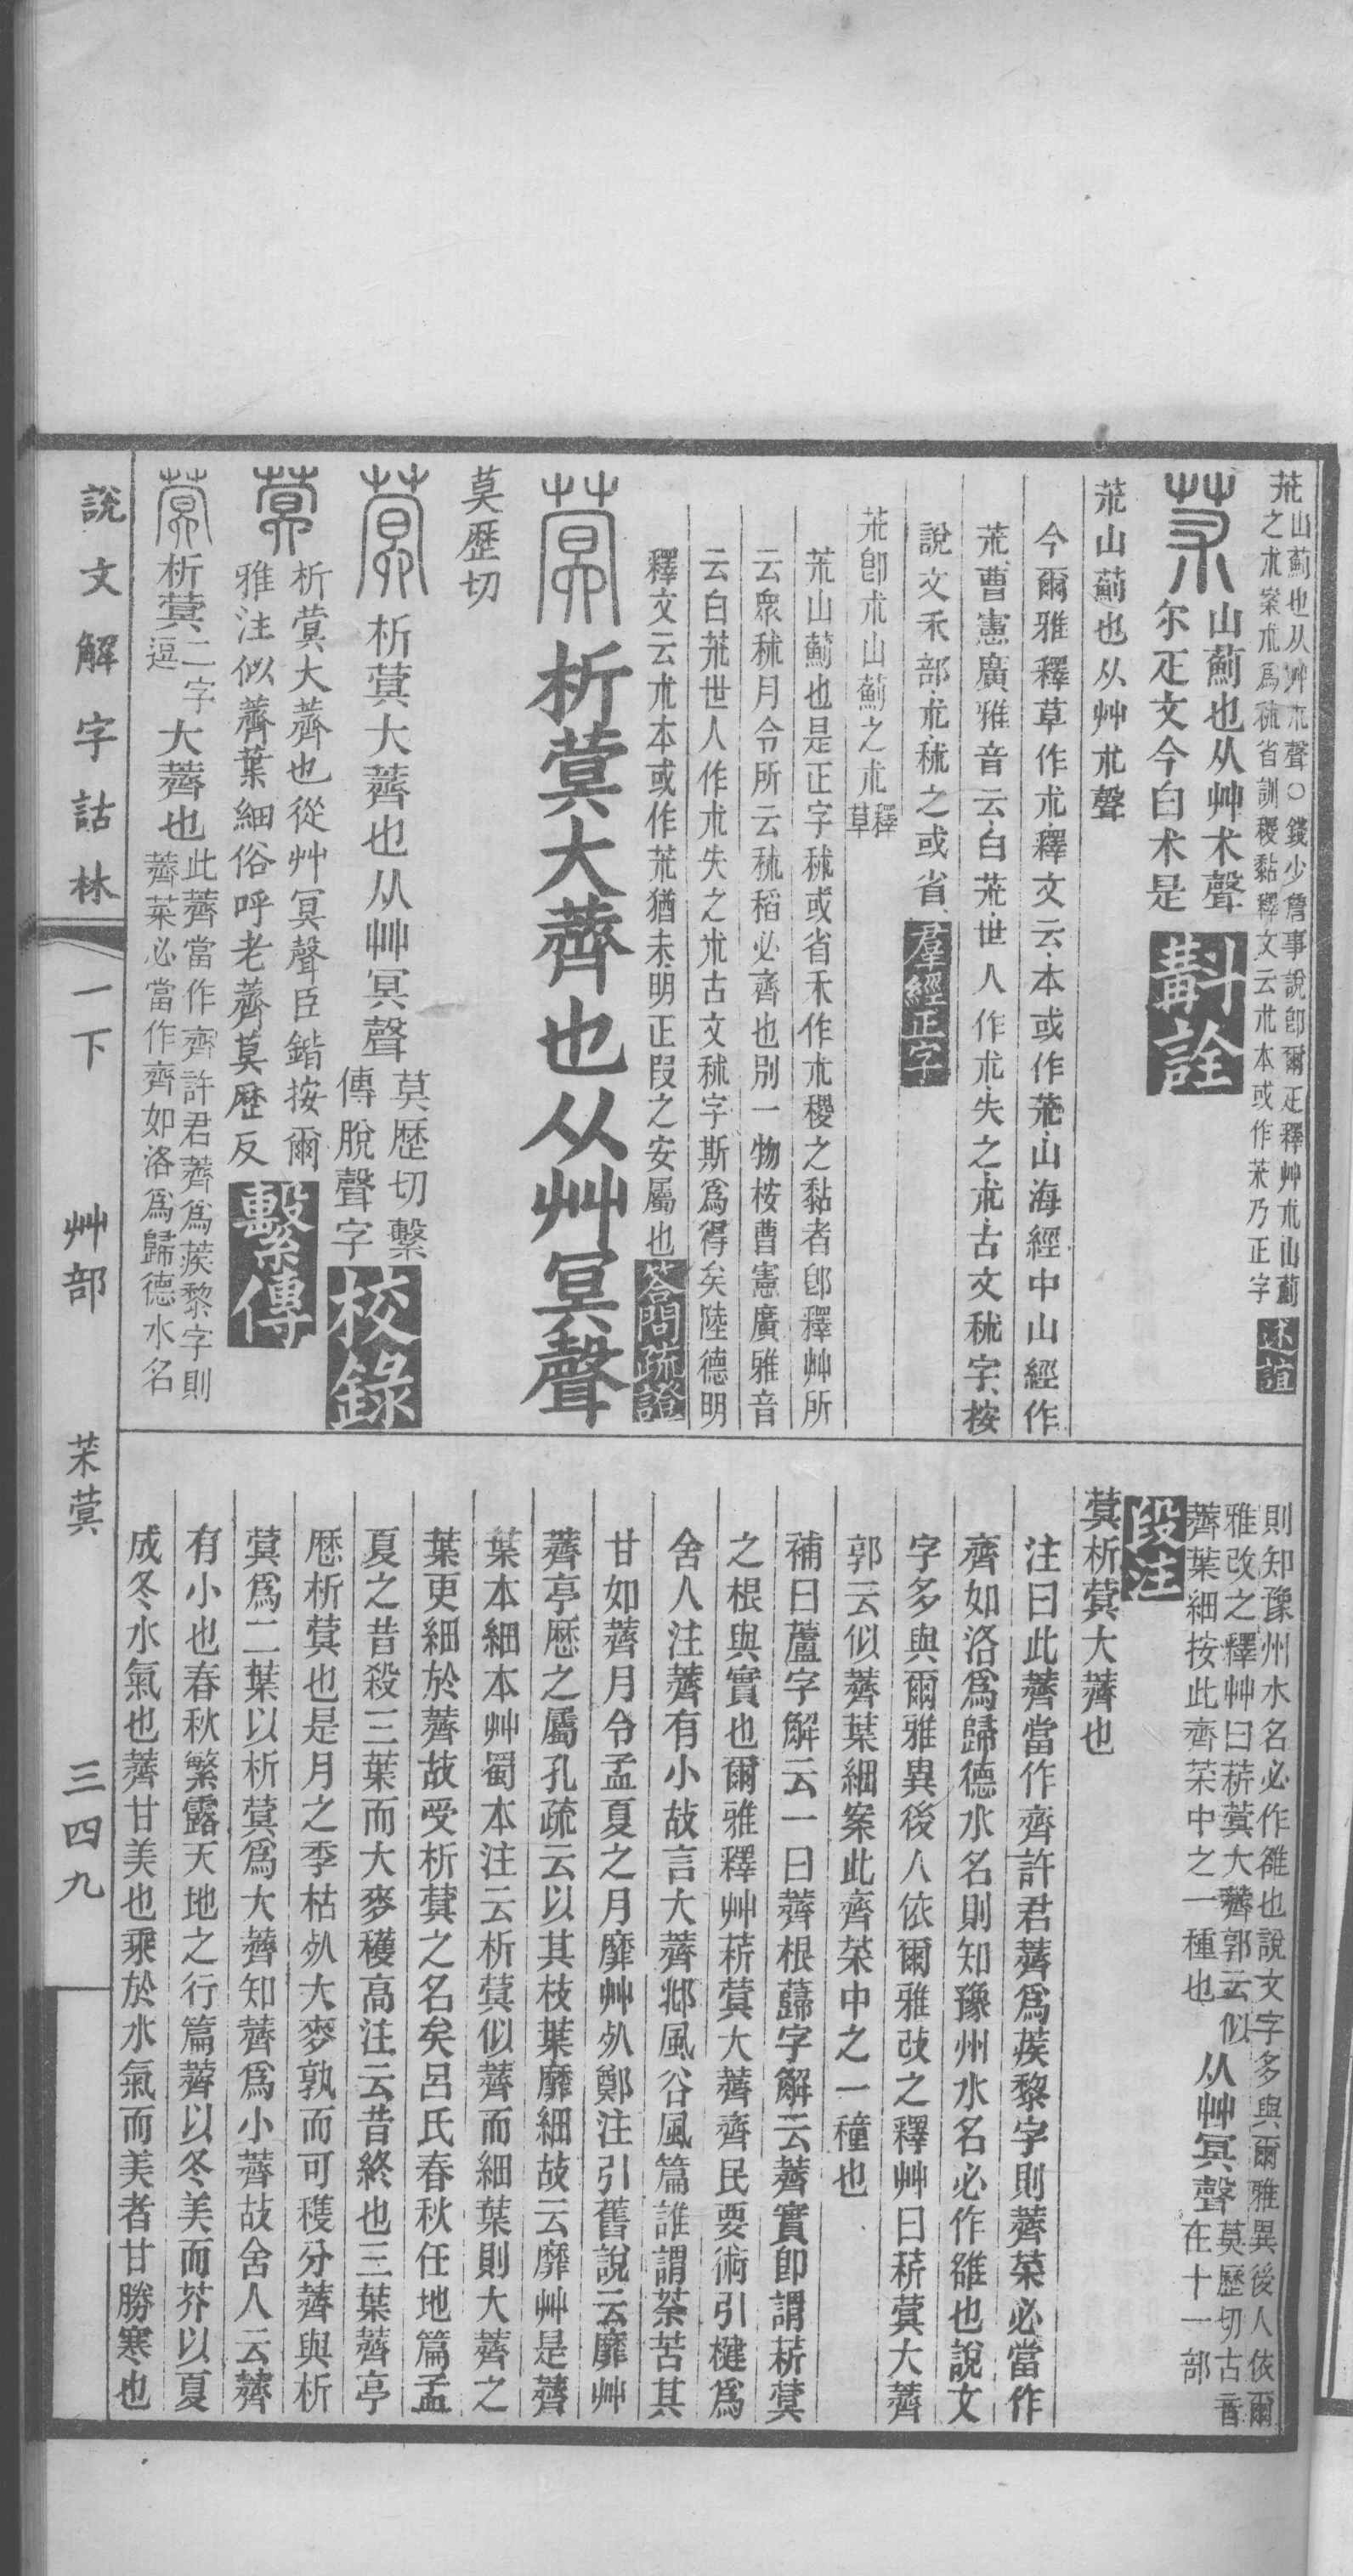 荒山薊也从艸朮聲○錢少詹事說卽爾疋釋艸朮山薊
之朮案朮爲秫省訓稷黏釋文云朮本或作荒乃正字
述誼
山薊也从艸朮聲
尒疋文今白朮是
斠詮
荒山薊也从艸朮聲
今爾雅釋草作朮釋文云本或作荒山海經中山經作
荒曹憲廣雅音云白荒世人作朮失之朮古文秫字按
說文禾部朮秫之或省
羣經正字
荒卽朮山薊之朮釋草
荒山薊也是正字秫或省禾作朮稷之黏者卽釋艸所
云衆秫月令所云秫稻必齊也別一物桉曹憲廣雅音
云白荒世人作朮失之朮古文秫字斯爲得矣陸德明
釋文云朮本或作荒猶未明正叚之安屬也
答問疏證
蓂 析蓂大薺也从艸冥聲
莫歷切
蓂 析蓂大薺也从艸冥聲莫歷切繫傳脫聲字
校錄
蓂 析蓂大薺也從艸冥聲臣鍇按爾
雅注似薺葉細俗呼老薺莫歷反
繫傳
蓂 析蓂二字逗大薺也此薺當作齊許君薺爲蒺黎字則
薺菜必當作齊如洛爲歸德水名
則知豫州水名必作雒也說文字多與爾雅異後人依爾
雅改之釋艸曰菥蓂大薺郭云似
薺葉細按此齊菜中之一種也
从艸冥聲莫歷切古音在十一部
段注
蓂析蓂大薺也
注曰此薺當作齊許君薺爲蒺黎字則薺菜必當作
齊如洛爲歸德水名則知豫州水名必作雒也說文
字多與爾雅異後人依爾雅改之釋艸曰菥蓂大薺
郭云似薺葉細案此齊菜中之一種也
補曰蘆字解云一曰薺根蘬字解云薺實卽謂菥蓂
之根與實也爾雅釋艸菥蓂大薺齊民要術引犍爲
舍人注薺有小故言大薺邶風谷風篇誰謂荼苦其
甘如薺月令孟夏之月靡艸死鄭注引舊說云靡艸
薺亭歷之屬孔疏云以其枝葉靡細故云靡艸是薺
葉本細本艸蜀本注云析蓂似薺而細葉則大薺之
葉更細於薺故受析蓂之名矣呂氏春秋任地篇孟
夏之昔殺三葉而大麥穫高注云昔終也三葉薺亭
歷析蓂也是月之季枯死大麥孰而可穫分薺與析
蓂爲二葉以析蓂爲大薺知薺爲小薺故舍人云薺
有小也春秋繁露天地之行篇薺以冬美而芥以夏
成冬水氣也薺甘美也乘於水氣而美者甘勝寒也
說文解字詁林 一下 艸部 荒蓂 三四九